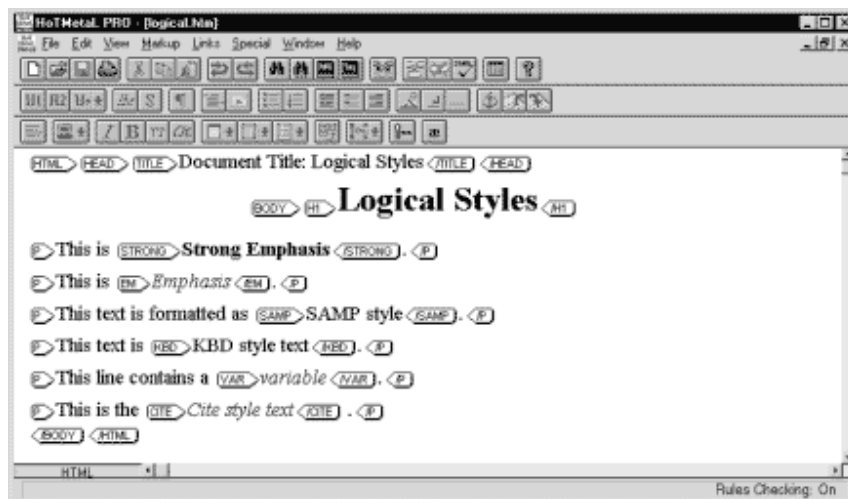 HoTMetaL PRO - [logical.htm]
File Edit View Markup Links Special Window Help
HTML HEAD TITLE Document Title: Logical Styles /TITLE /HEAD
BODY H1 Logical Styles /H1
P This is STRONG Strong Emphasis /STRONG . /P
P This is EM Emphasis /EM . /P
P This text is formatted as SAMP SAMP style /SAMP . /P
P This text is KBD KBD style text /KBD . /P
P This line contains a VAR variable /VAR . /P
P This is the CITE Cite style text /CITE . /P
/BODY /HTML
HTML
Rules Checking: On